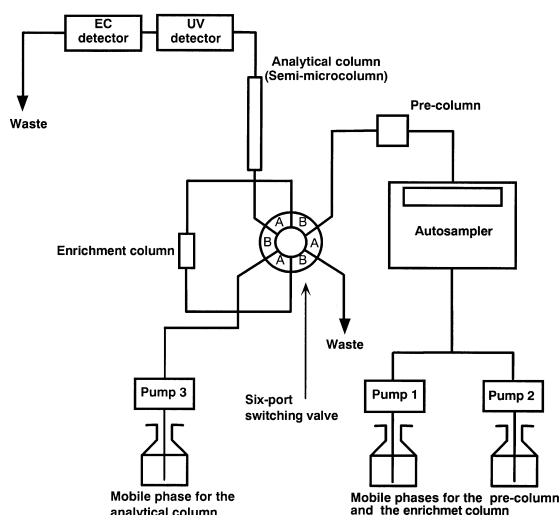 EC
detector
UV
detector
Analytical column
(Semi-microcolumn)
Waste
Pre-column
Autosampler
Enrichment column
A
B
B
A
A
B
Waste
Six-port
switching valve
Pump 3
Pump 1
Pump 2
Mobile phase for the
analytical column
Mobile phases for the pre-column
and the enrichmet column